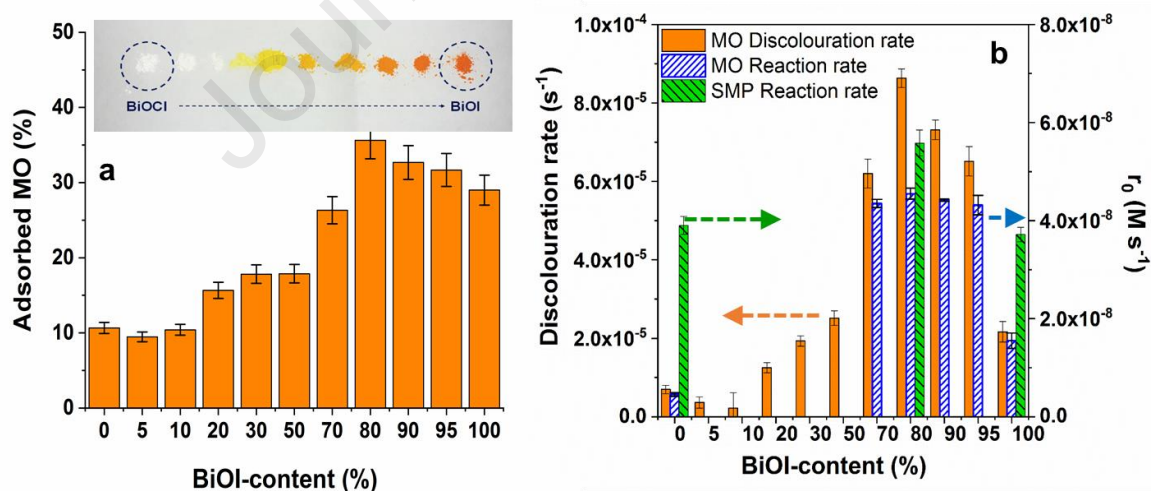 Jour
50
40
30
20
10
0
Adsorbed MO (%)
BiOCl
BiOI
a
0 5 10 20 30 50 70 80 90 95 100
BiOI-content (%)
1.0x10-4
8.0x10-5
6.0x10-5
4.0x10-5
2.0x10-5
0.0
Discolouration rate (s-1)
MO Discolouration rate
MO Reaction rate
SMP Reaction rate
b
8.0x10-8
6.0x10-8
4.0x10-8
2.0x10-8
0.0
r0 (M s-1)
0 5 10 20 30 50 70 80 90 95 100
BiOI-content (%)